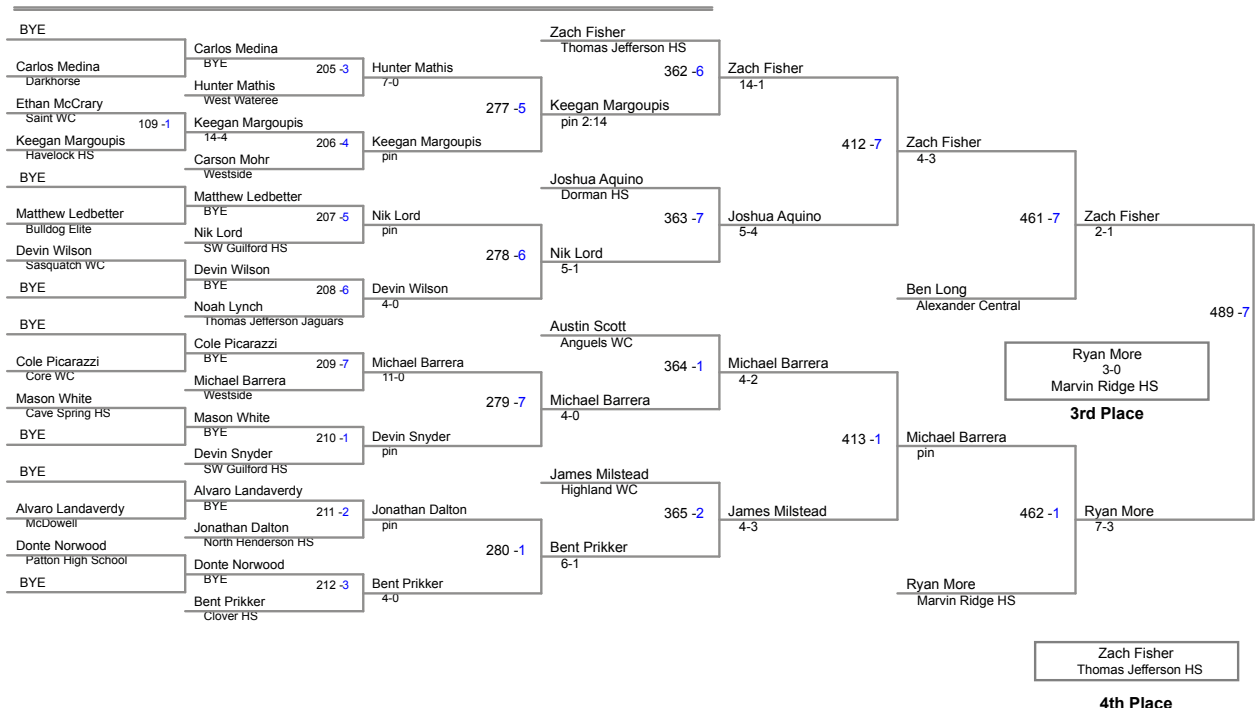 BYE
Carlos Medina
Darkhorse
Ethan McCrary
Saint WC
109 -1
Keegan Margoupis
Havelock HS
BYE
Matthew Ledbetter
Bulldog Elite
Devin Wilson
Sasquatch WC
BYE
BYE
Cole Picarazzi
Core WC
Mason White
Cave Spring HS
BYE
BYE
Alvaro Landaverdy
McDowell
Donte Norwood
Patton High School
BYE
Carlos Medina
BYE
205 -3
Hunter Mathis
West Wateree
Keegan Margoupis
14-4
206 -4
Carson Mohr
Westside
Matthew Ledbetter
BYE
207 -5
Nik Lord
SW Guilford HS
Devin Wilson
BYE
208 -6
Noah Lynch
Thomas Jefferson Jaguars
Cole Picarazzi
BYE
209 -7
Michael Barrera
Westside
Mason White
BYE
210 -1
Devin Snyder
SW Guilford HS
Alvaro Landaverdy
BYE
211 -2
Jonathan Dalton
North Henderson HS
Donte Norwood
BYE
212 -3
Bent Prikker
Clover HS
Hunter Mathis
7-0
277 -5
Keegan Margoupis
pin
Nik Lord
pin
278 -6
Devin Wilson
4-0
Michael Barrera
11-0
279 -7
Devin Snyder
pin
Jonathan Dalton
pin
280 -1
Bent Prikker
4-0
Zach Fisher
Thomas Jefferson HS
362 -6
Keegan Margoupis
pin 2:14
Joshua Aquino
Dorman HS
363 -7
Nik Lord
5-1
Austin Scott
Anguels WC
364 -1
Michael Barrera
4-0
James Milstead
Highland WC
365 -2
Bent Prikker
6-1
Zach Fisher
14-1
412 -7
Joshua Aquino
5-4
Michael Barrera
4-2
413 -1
James Milstead
4-3
Zach Fisher
4-3
461 -7
Ben Long
Alexander Central
Michael Barrera
pin
462 -1
Ryan More
Marvin Ridge HS
Zach Fisher
2-1
489 -7
Ryan More
7-3
Ryan More
3-0
Marvin Ridge HS
3rd Place
Zach Fisher
Thomas Jefferson HS
4th Place